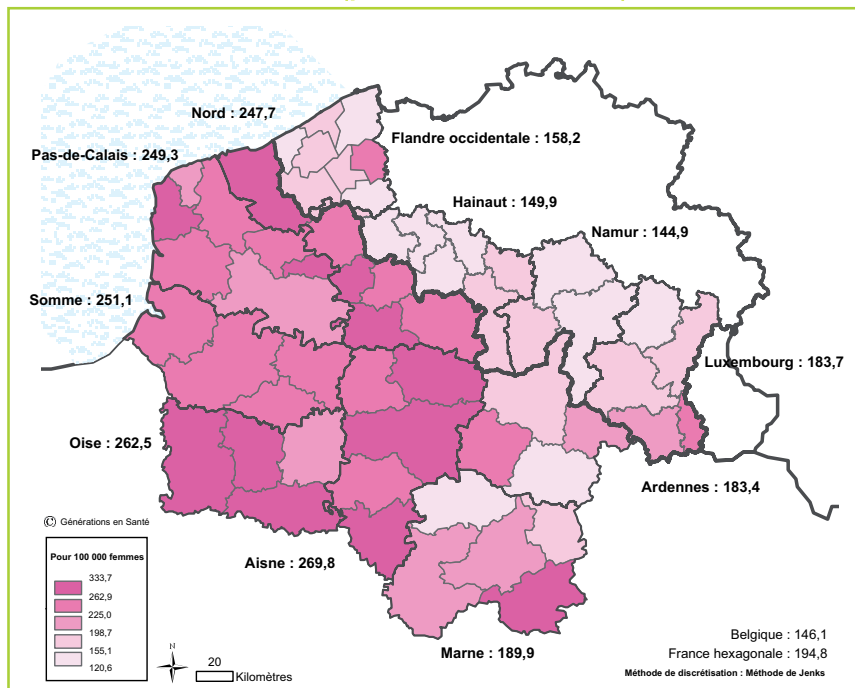 Nord : 247,7
Flandre occidentale : 158,2
Pas-de-Calais : 249,3
Hainaut : 149,9
Namur : 144,9
Somme : 251,1
Luxembourg : 183,7
Oise : 262,5
Ardennes : 183,4
© Générations en Santé
Aisne : 269,8
Pour 100 000 femmes
333,7
262,9
225,0
198,7
155,1
120,6
N
20
Kilomètres
Marne : 189,9
Belgique : 146,1
France hexagonale : 194,8
Méthode de discrétisation : Méthode de Jenks